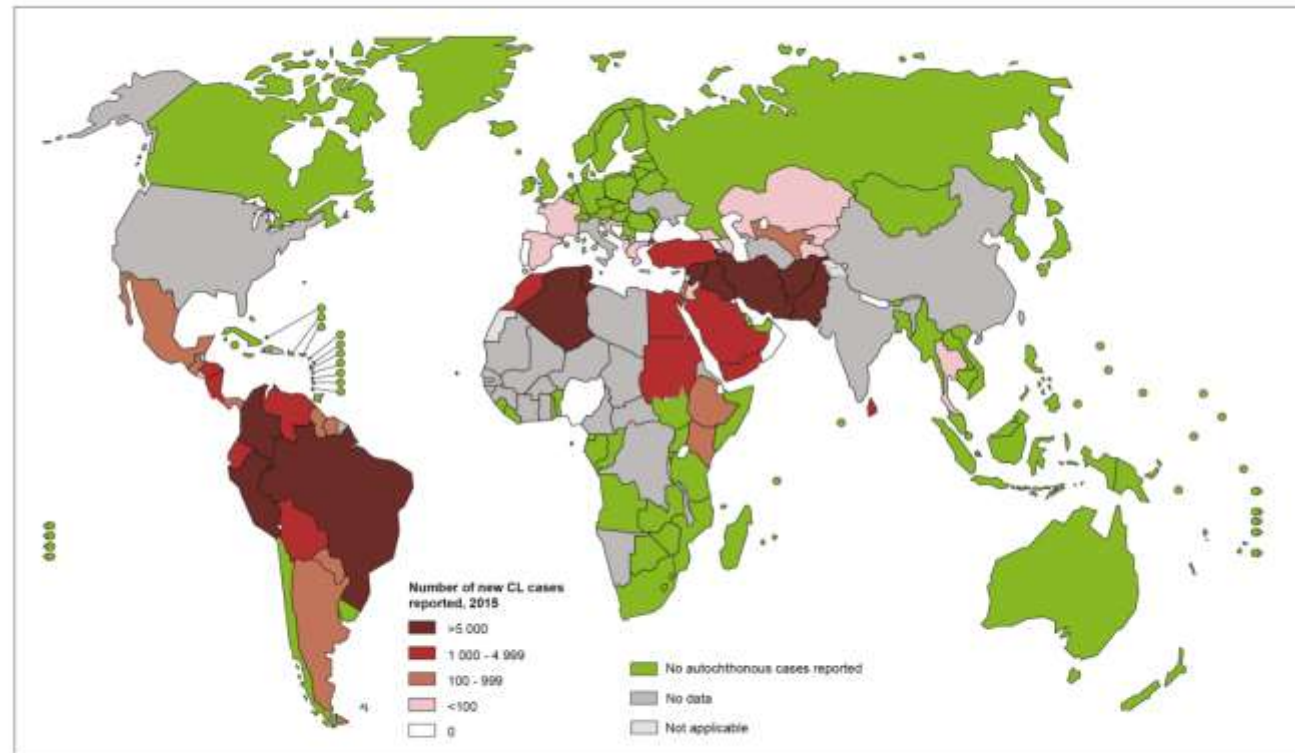 Number of new CL cases
reported, 2015
>5 000
1 000 - 4 999
100 - 999
<100
0
No autochthonous cases reported
No data
Not applicable